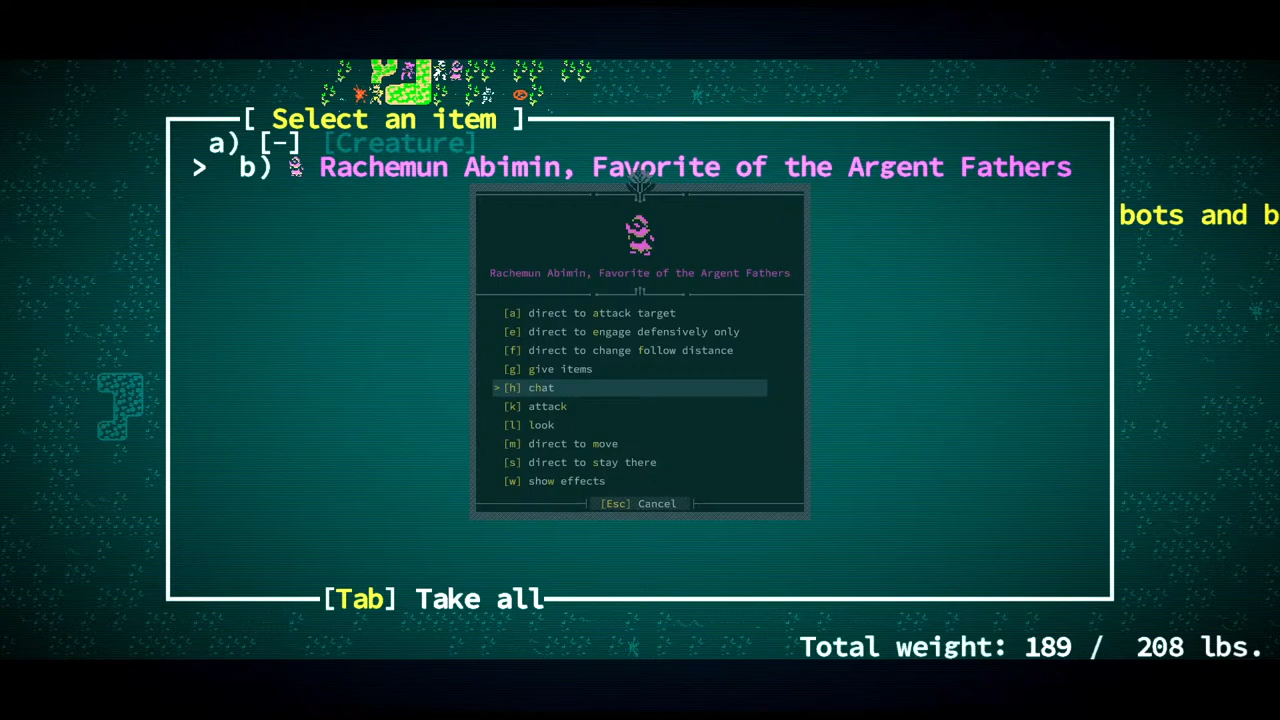 [ Select an item ]
a) [-] [Creature]
> b) Rachemun Abimin, Favorite of the Argent Fathers
bots and b
Rachemun Abimin, Favorite of the Argent Fathers
[a] direct to attack target
[e] direct to engage defensively only
[f] direct to change follow distance
[g] give items
> [h] chat
[k] attack
[l] look
[m] direct to move
[s] direct to stay there
[w] show effects
[Esc] Cancel
[Tab] Take all
Total weight: 189 / 208 lbs.